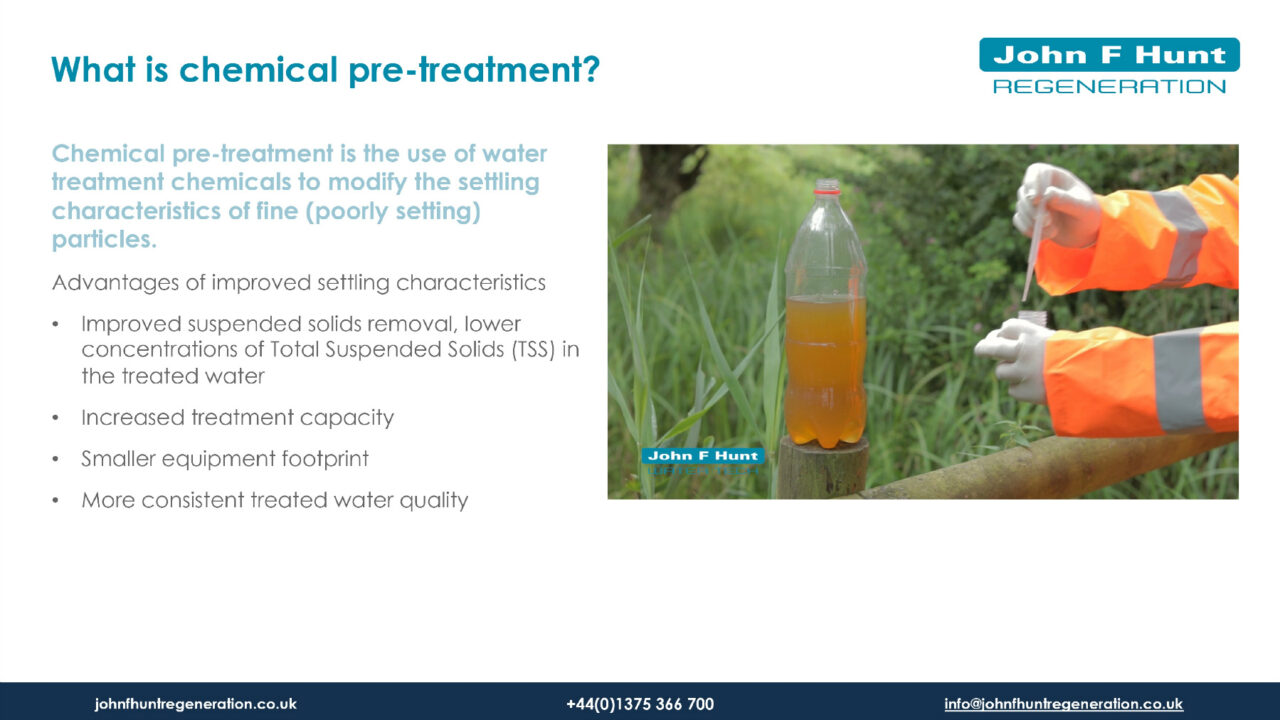 What is chemical pre-treatment?
John F Hunt
REGENERATION
Chemical pre-treatment is the use of water
treatment chemicals to modify the settling
characteristics of fine (poorly setting)
particles.
Advantages of improved settling characteristics
• Improved suspended solids removal, lower
concentrations of Total Suspended Solids (TSS) in
the treated water
• Increased treatment capacity
• Smaller equipment footprint
• More consistent treated water quality
John F Hunt
johnfhuntregeneration.co.uk
+44(0)1375 366 700
info@johnfhuntregeneration.co.uk